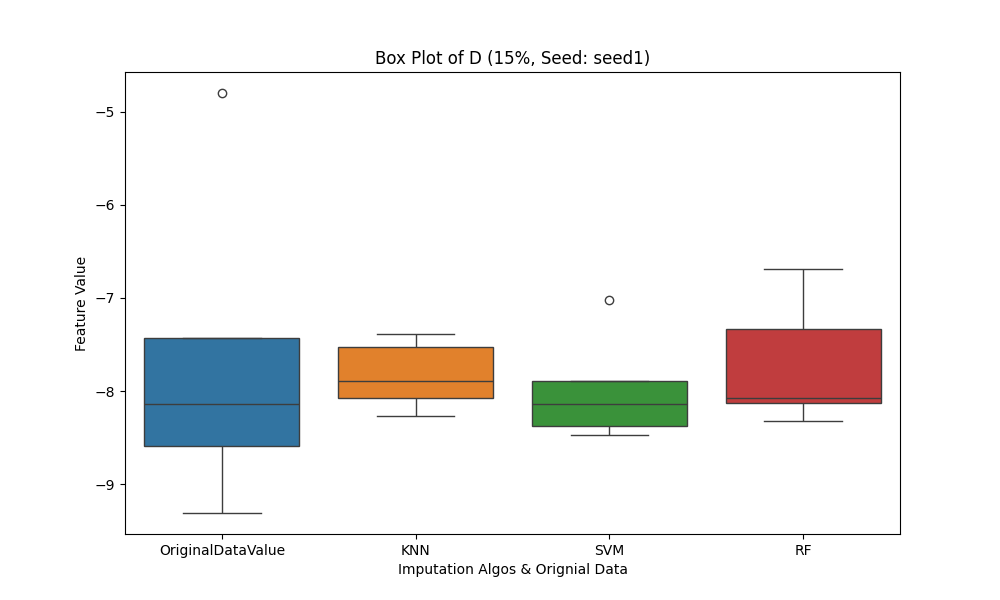 Box Plot of D (15%, Seed: seed1)
Feature Value
−5
−6
−7
−8
−9
OriginalDataValue
KNN
SVM
RF
Imputation Algos & Orignial Data